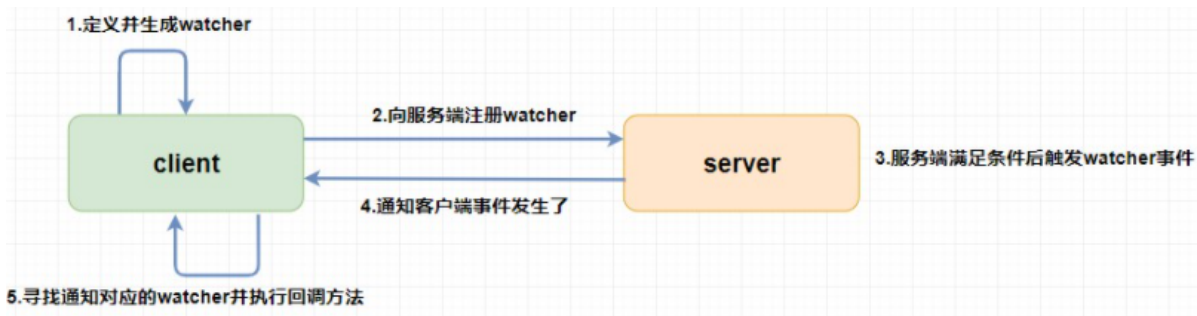 1.定义并生成watcher
2.向服务端注册watcher
client
server
3.服务端满足条件后触发watcher事件
4.通知客户端事件发生了
5.寻找通知对应的watcher并执行回调方法